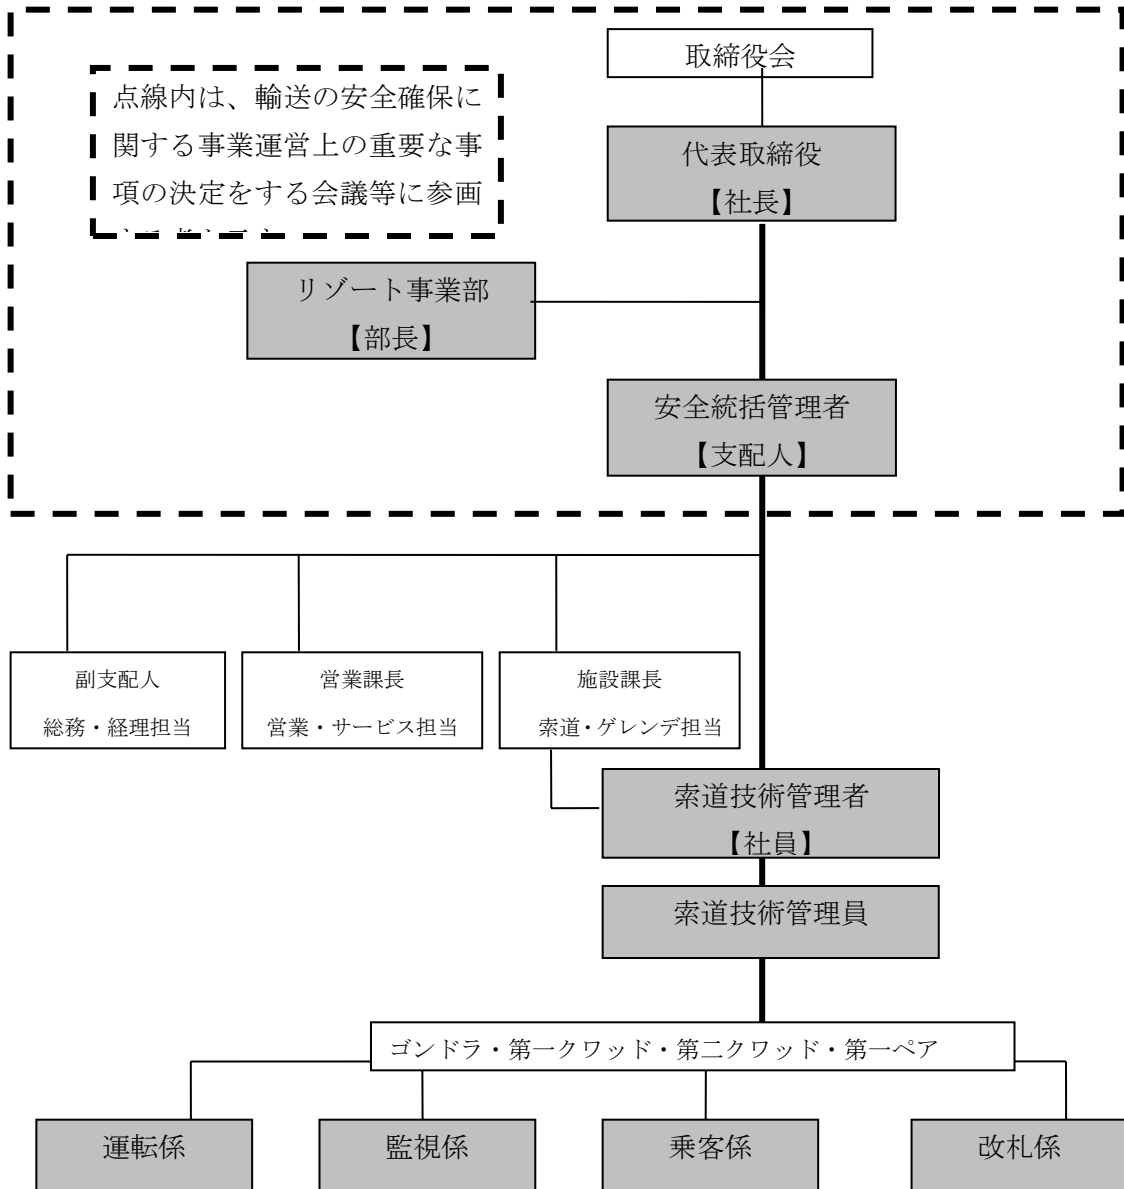 取締役会
点線内は、輸送の安全確保に
関する事業運営上の重要な事
項の決定をする会議等に参画
代表取締役
【社長】
リゾート事業部
【部長】
安全統括管理者
【支配人】
副支配人
総務・経理担当
営業課長
営業・サービス担当
施設課長
索道・ゲレンデ担当
索道技術管理者
【社員】
索道技術管理員
ゴンドラ・第一クワッド・第二クワッド・第一ペア
運転係
監視係
乗客係
改札係